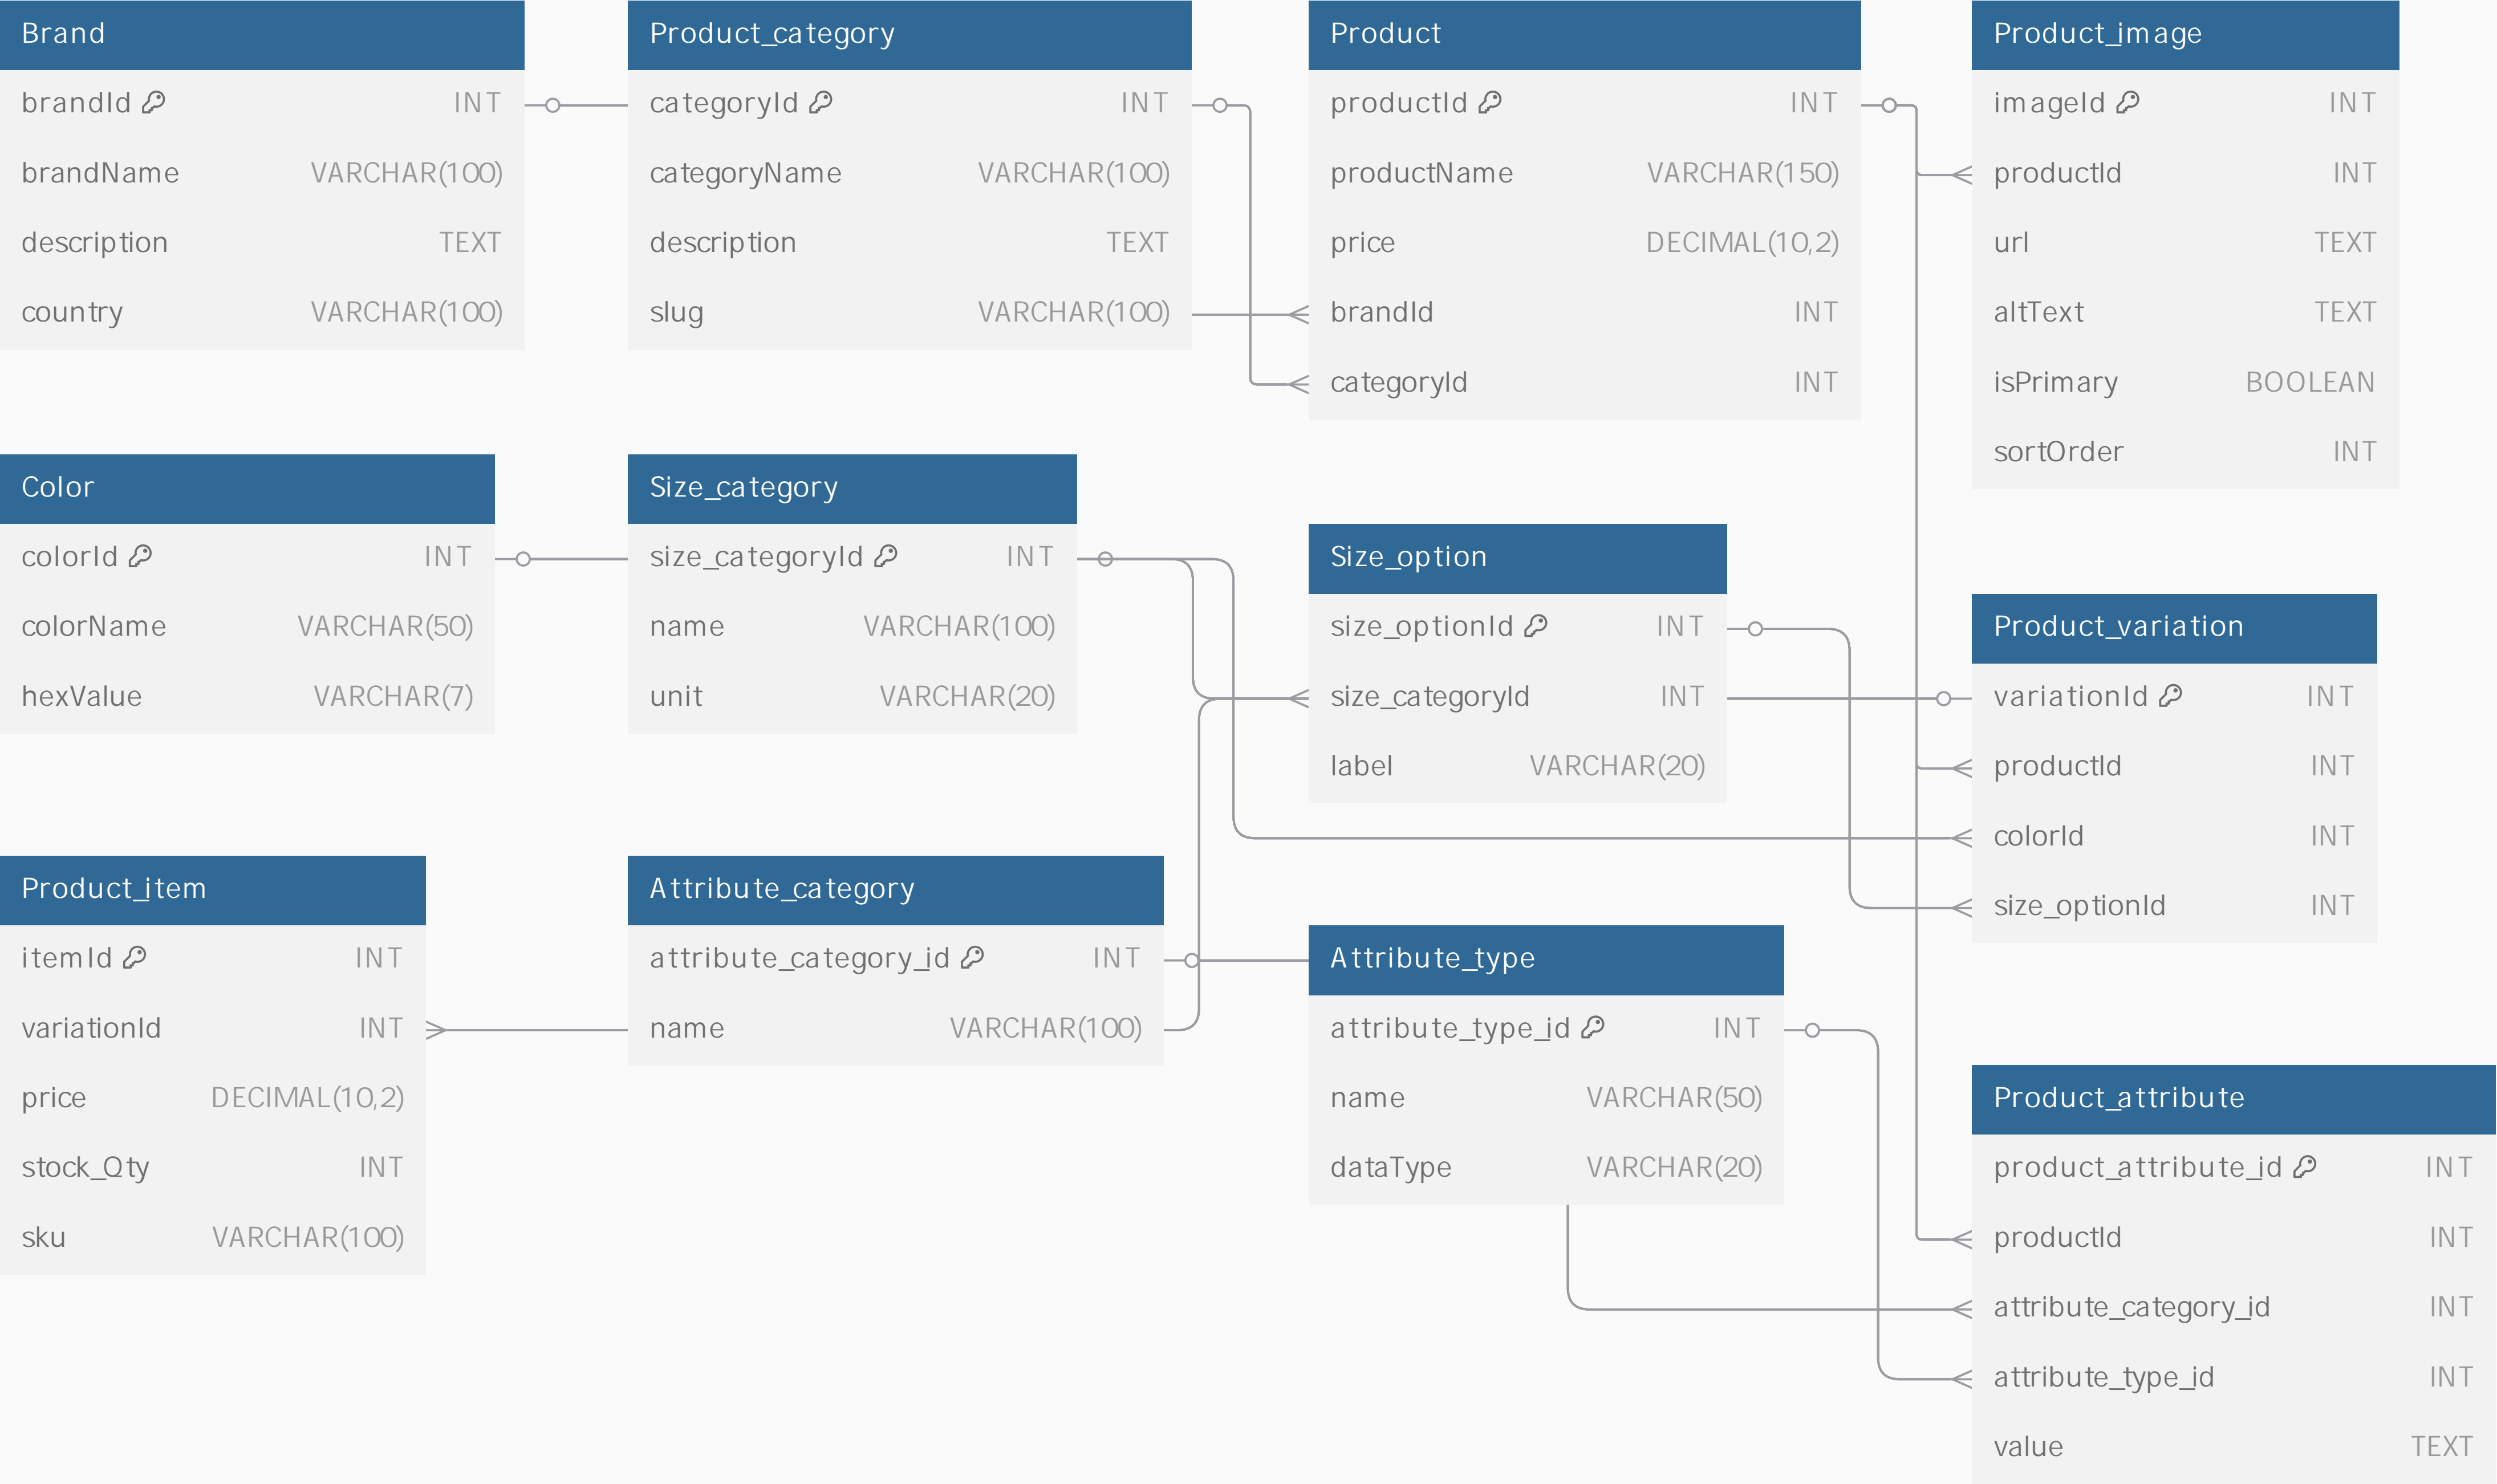 Brand
brandId INT
brandName VARCHAR(100)
description TEXT
country VARCHAR(100)
Product_category
categoryId INT
categoryName VARCHAR(100)
description TEXT
slug VARCHAR(100)
Product
productId INT
productName VARCHAR(150)
price DECIMAL(10,2)
brandId INT
categoryId INT
Product_image
imageId INT
productId INT
url TEXT
altText TEXT
isPrimary BOOLEAN
sortOrder INT
Color
colorId INT
colorName VARCHAR(50)
hexValue VARCHAR(7)
Size_category
size_categoryId INT
name VARCHAR(100)
unit VARCHAR(20)
Size_option
size_optionId INT
size_categoryId INT
label VARCHAR(20)
Product_variation
variationId INT
productId INT
colorId INT
size_optionId INT
Product_item
itemId INT
variationId INT
price DECIMAL(10,2)
stock_Qty INT
sku VARCHAR(100)
Attribute_category
attribute_category_id INT
name VARCHAR(100)
Attribute_type
attribute_type_id INT
name VARCHAR(50)
dataType VARCHAR(20)
Product_attribute
product_attribute_id INT
productId INT
attribute_category_id INT
attribute_type_id INT
value TEXT